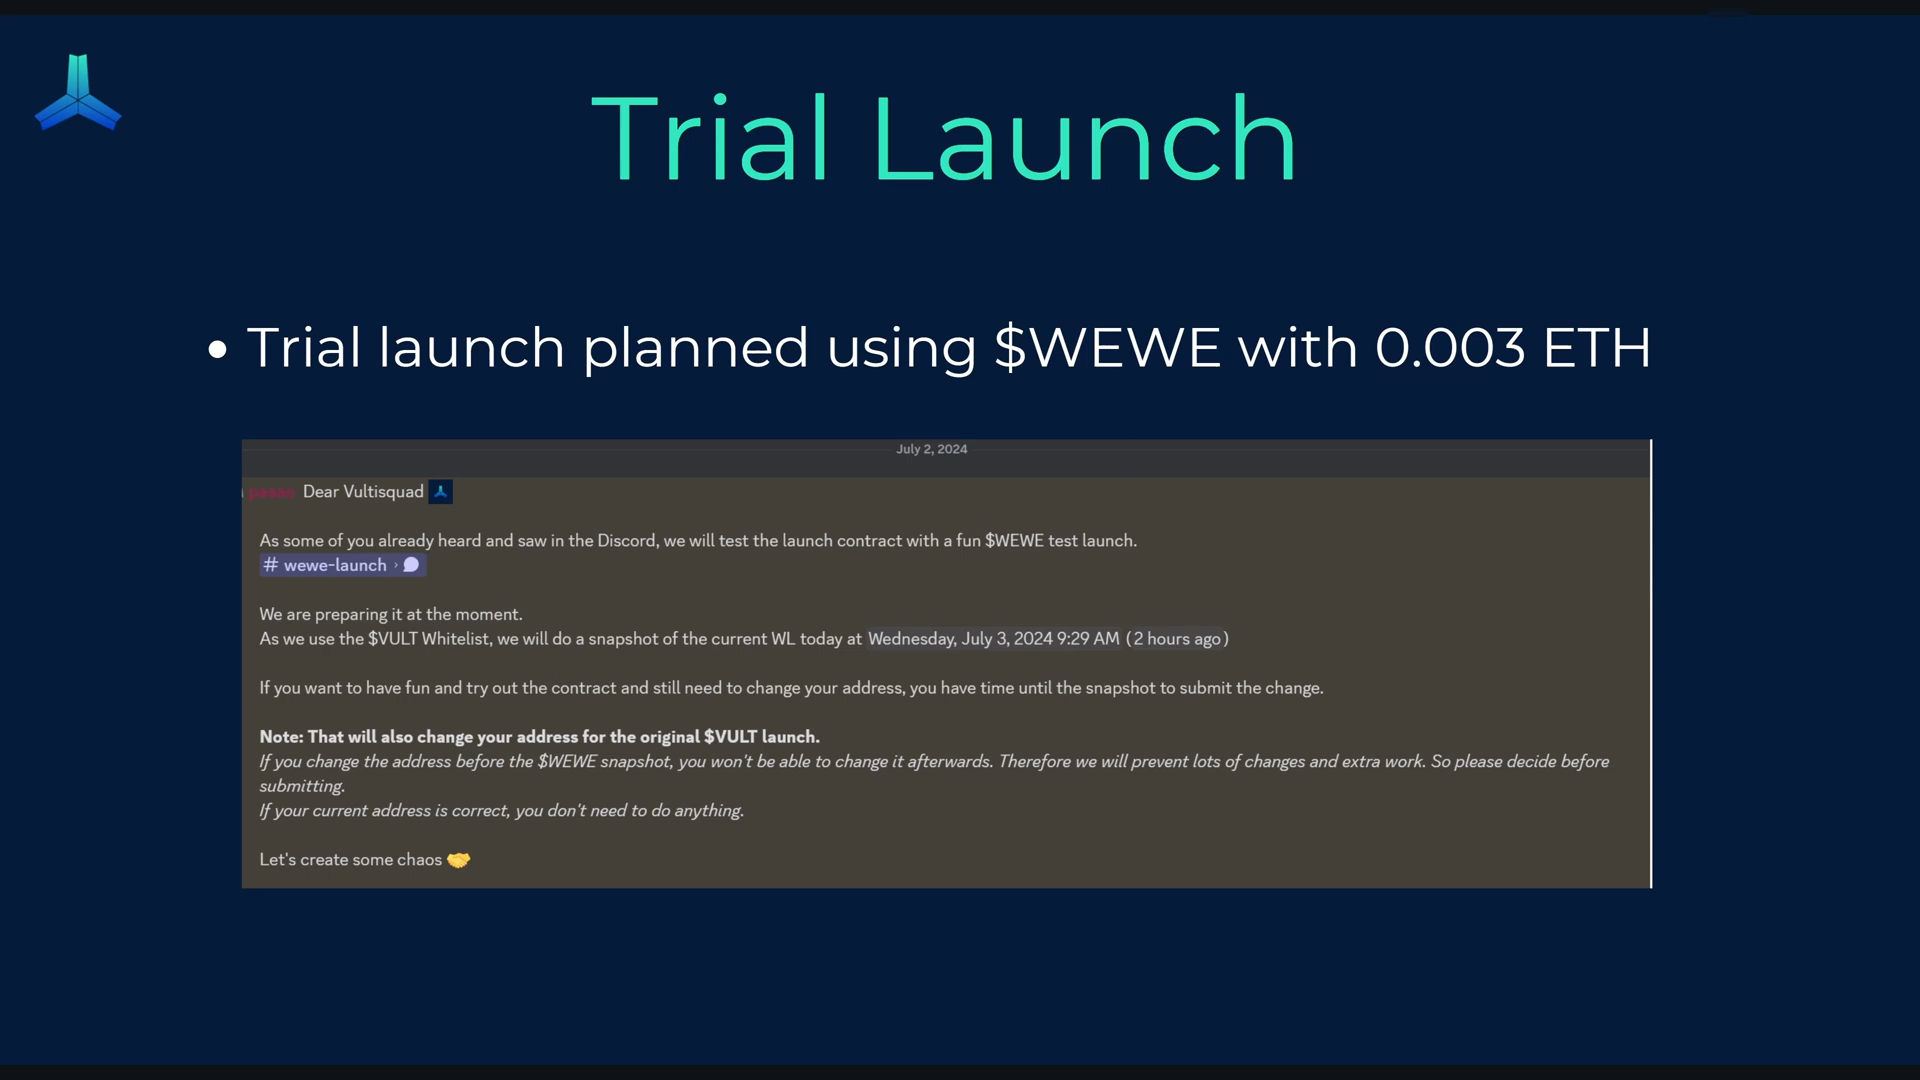 Trial Launch
• Trial launch planned using $WEWE with 0.003 ETH
July 2, 2024
Dear Vultisquad
As some of you already heard and saw in the Discord, we will test the launch contract with a fun $WEWE test launch.
# wewe-launch ›
We are preparing it at the moment.
As we use the $VULT Whitelist, we will do a snapshot of the current WL today at Wednesday, July 3, 2024 9:29 AM (2 hours ago)
If you want to have fun and try out the contract and still need to change your address, you have time until the snapshot to submit the change.
Note: That will also change your address for the original $VULT launch.
If you change the address before the $WEWE snapshot, you won't be able to change it afterwards. Therefore we will prevent lots of changes and extra work. So please decide before
submitting.
If your current address is correct, you don't need to do anything.
Let's create some chaos 🤝